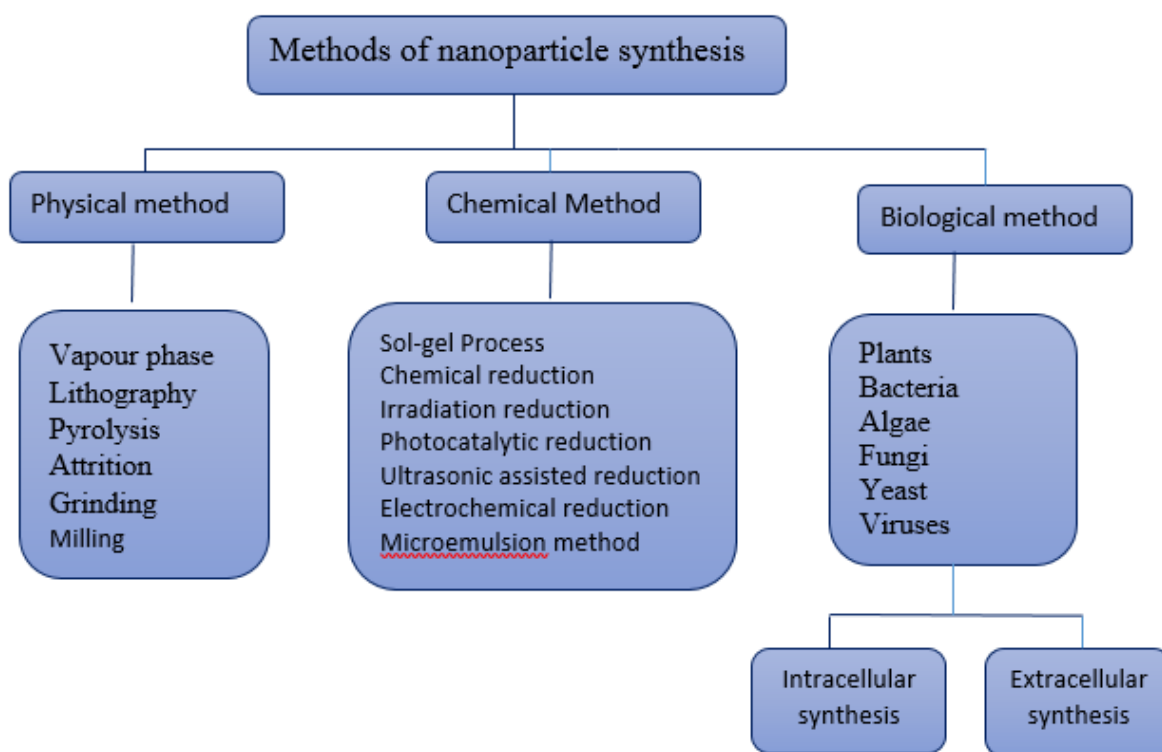 Methods of nanoparticle synthesis
Physical method
Chemical Method
Biological method
Vapour phase
Lithography
Pyrolysis
Attrition
Grinding
Milling
Sol-gel Process
Chemical reduction
Irradiation reduction
Photocatalytic reduction
Ultrasonic assisted reduction
Electrochemical reduction
Microemulsion method
Plants
Bacteria
Algae
Fungi
Yeast
Viruses
Intracellular
synthesis
Extracellular
synthesis